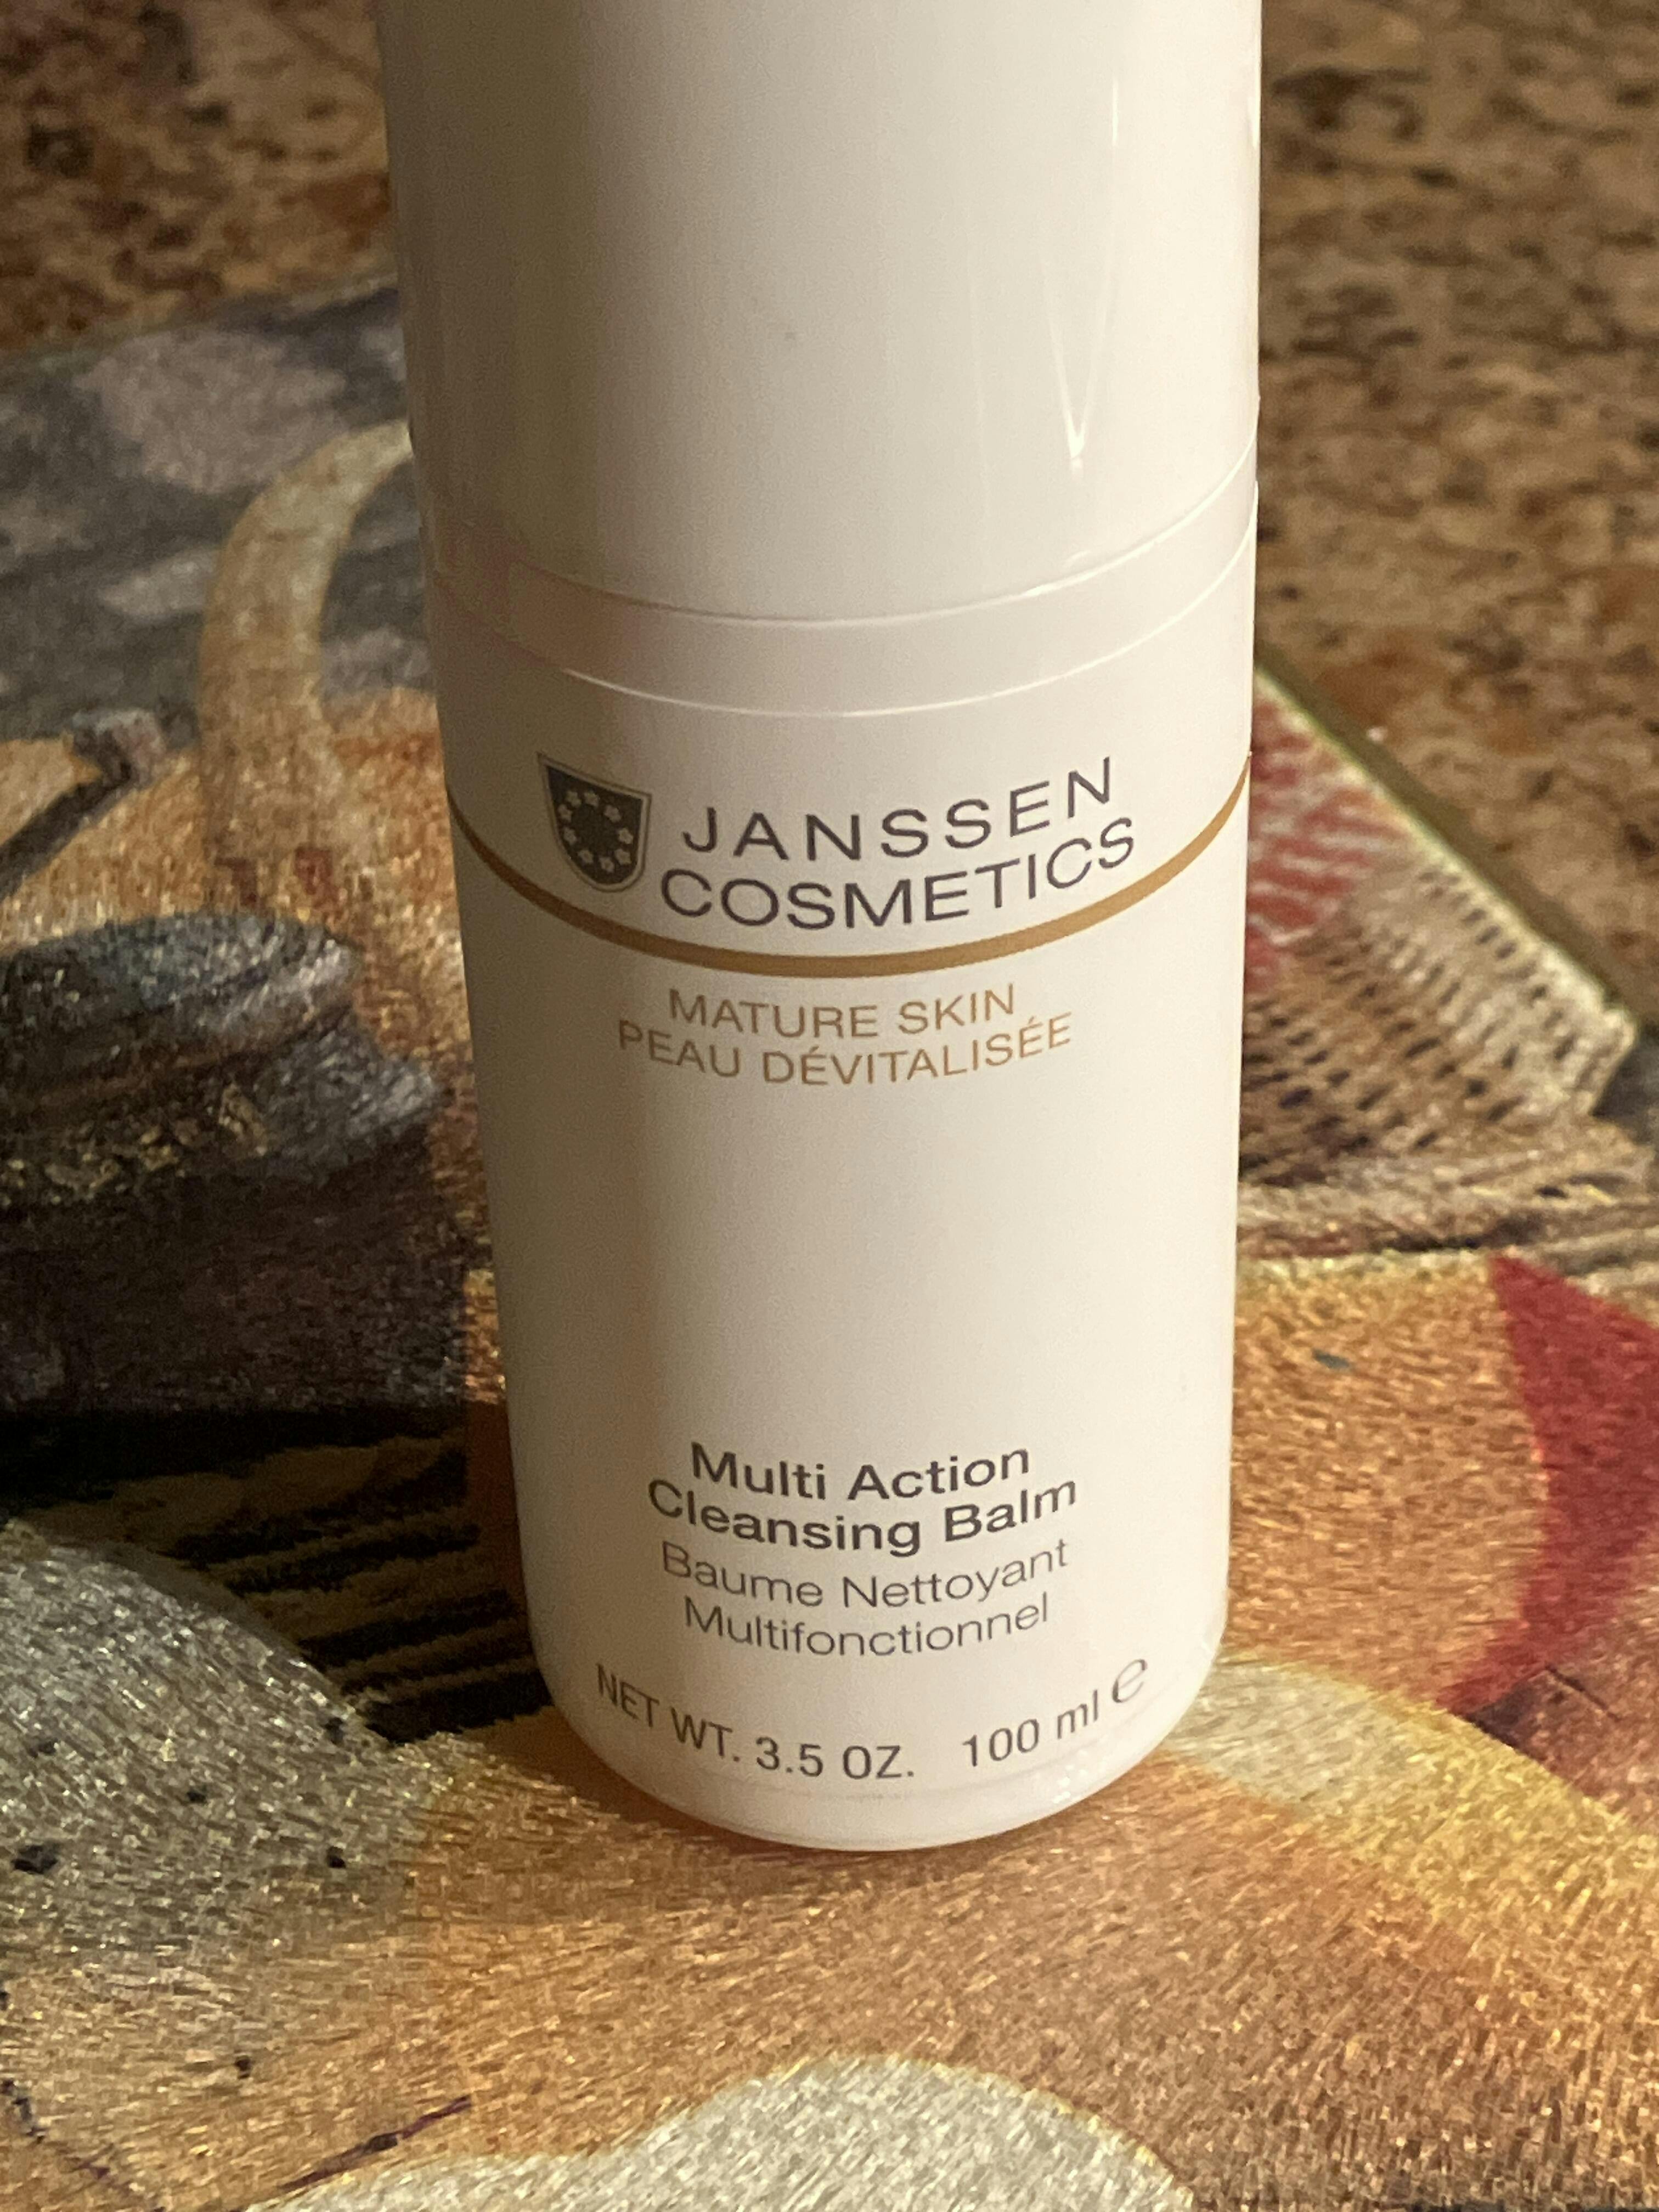 JANSSEN
COSMETICS
MATURE SKIN
PEAU DÉVITALISÉE
Multi Action
Cleansing Balm
Baume Nettoyant
Multifonctionnel
NET WT. 3.5 OZ. 100 ml ℮